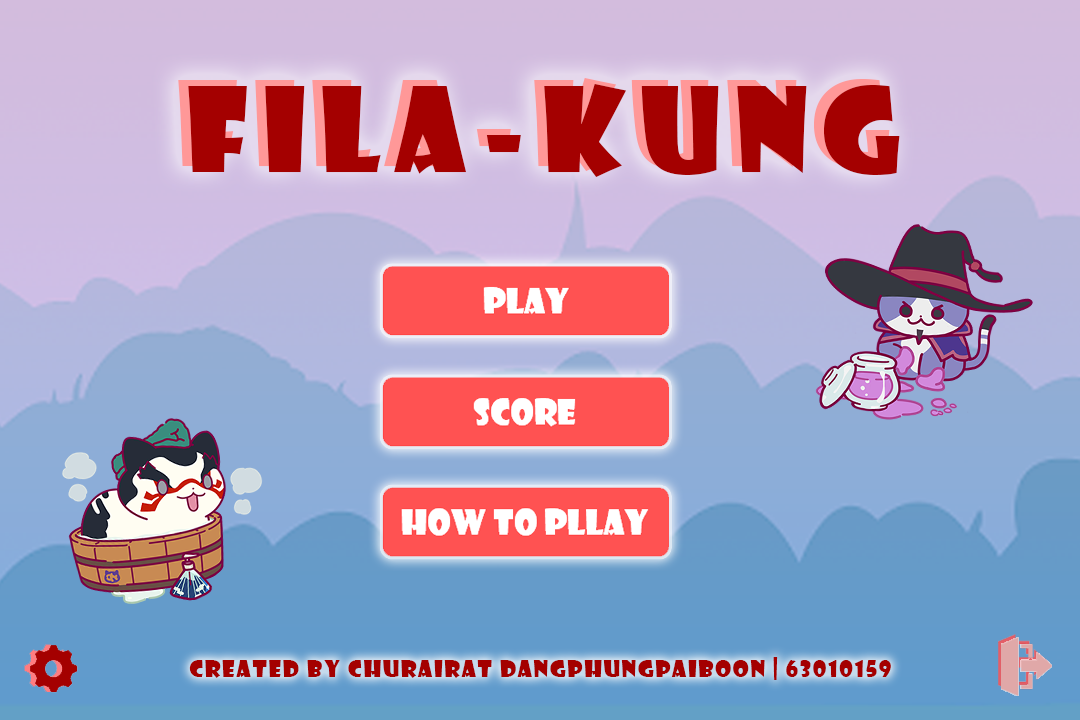 FILA-KUNG
PLAY
SCORE
HOW TO PLLAY
CREATED BY CHURAIRAT DANGPHUNGPAIBOON | 63010159